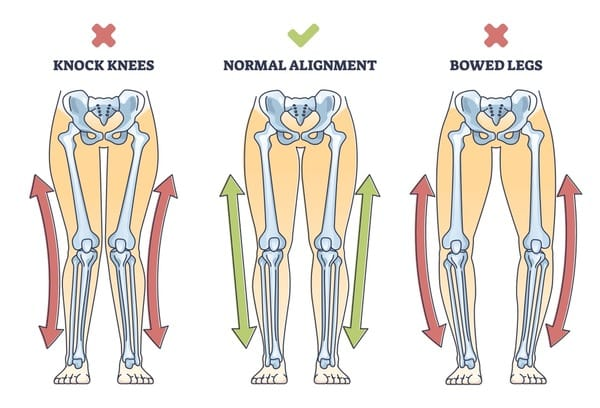 KNOCK KNEES
NORMAL ALIGNMENT
BOWED LEGS